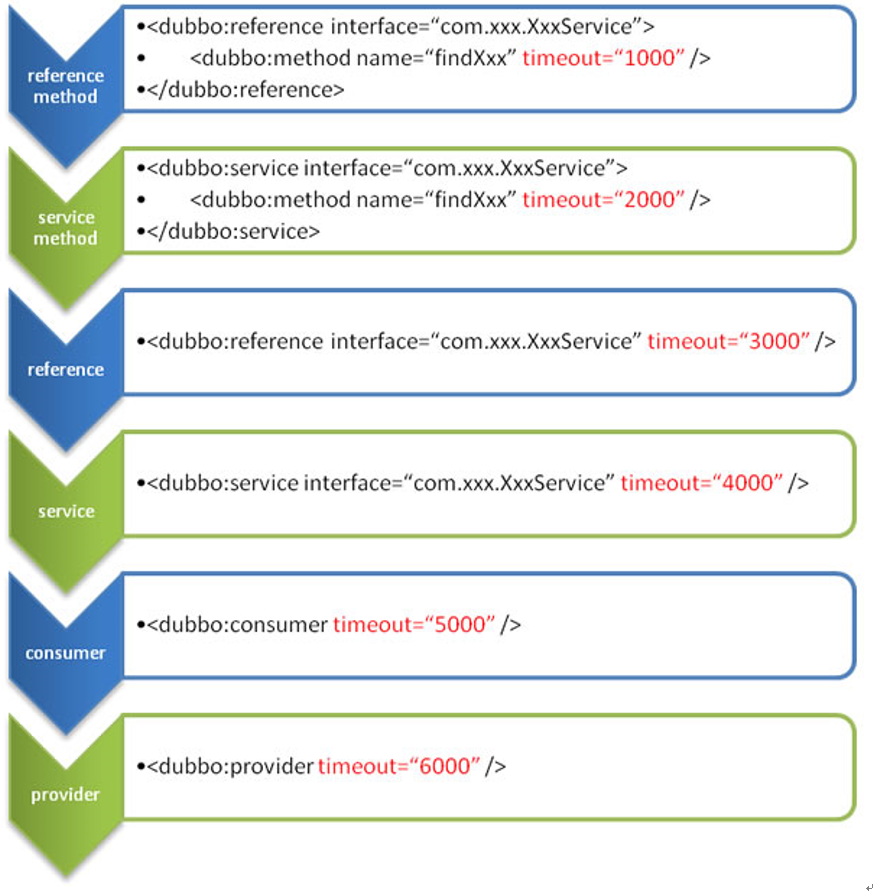 reference
method
•<dubbo:reference interface=“com.xxx.XxxService”>
•	<dubbo:method name=“findXxx” timeout=“1000” />
•</dubbo:reference>
service
method
•<dubbo:service interface=“com.xxx.XxxService”>
•	<dubbo:method name=“findXxx” timeout=“2000” />
•</dubbo:service>
reference
•<dubbo:reference interface=“com.xxx.XxxService” timeout=“3000” />
service
•<dubbo:service interface=“com.xxx.XxxService” timeout=“4000” />
consumer
•<dubbo:consumer timeout=“5000” />
provider
•<dubbo:provider timeout=“6000” />